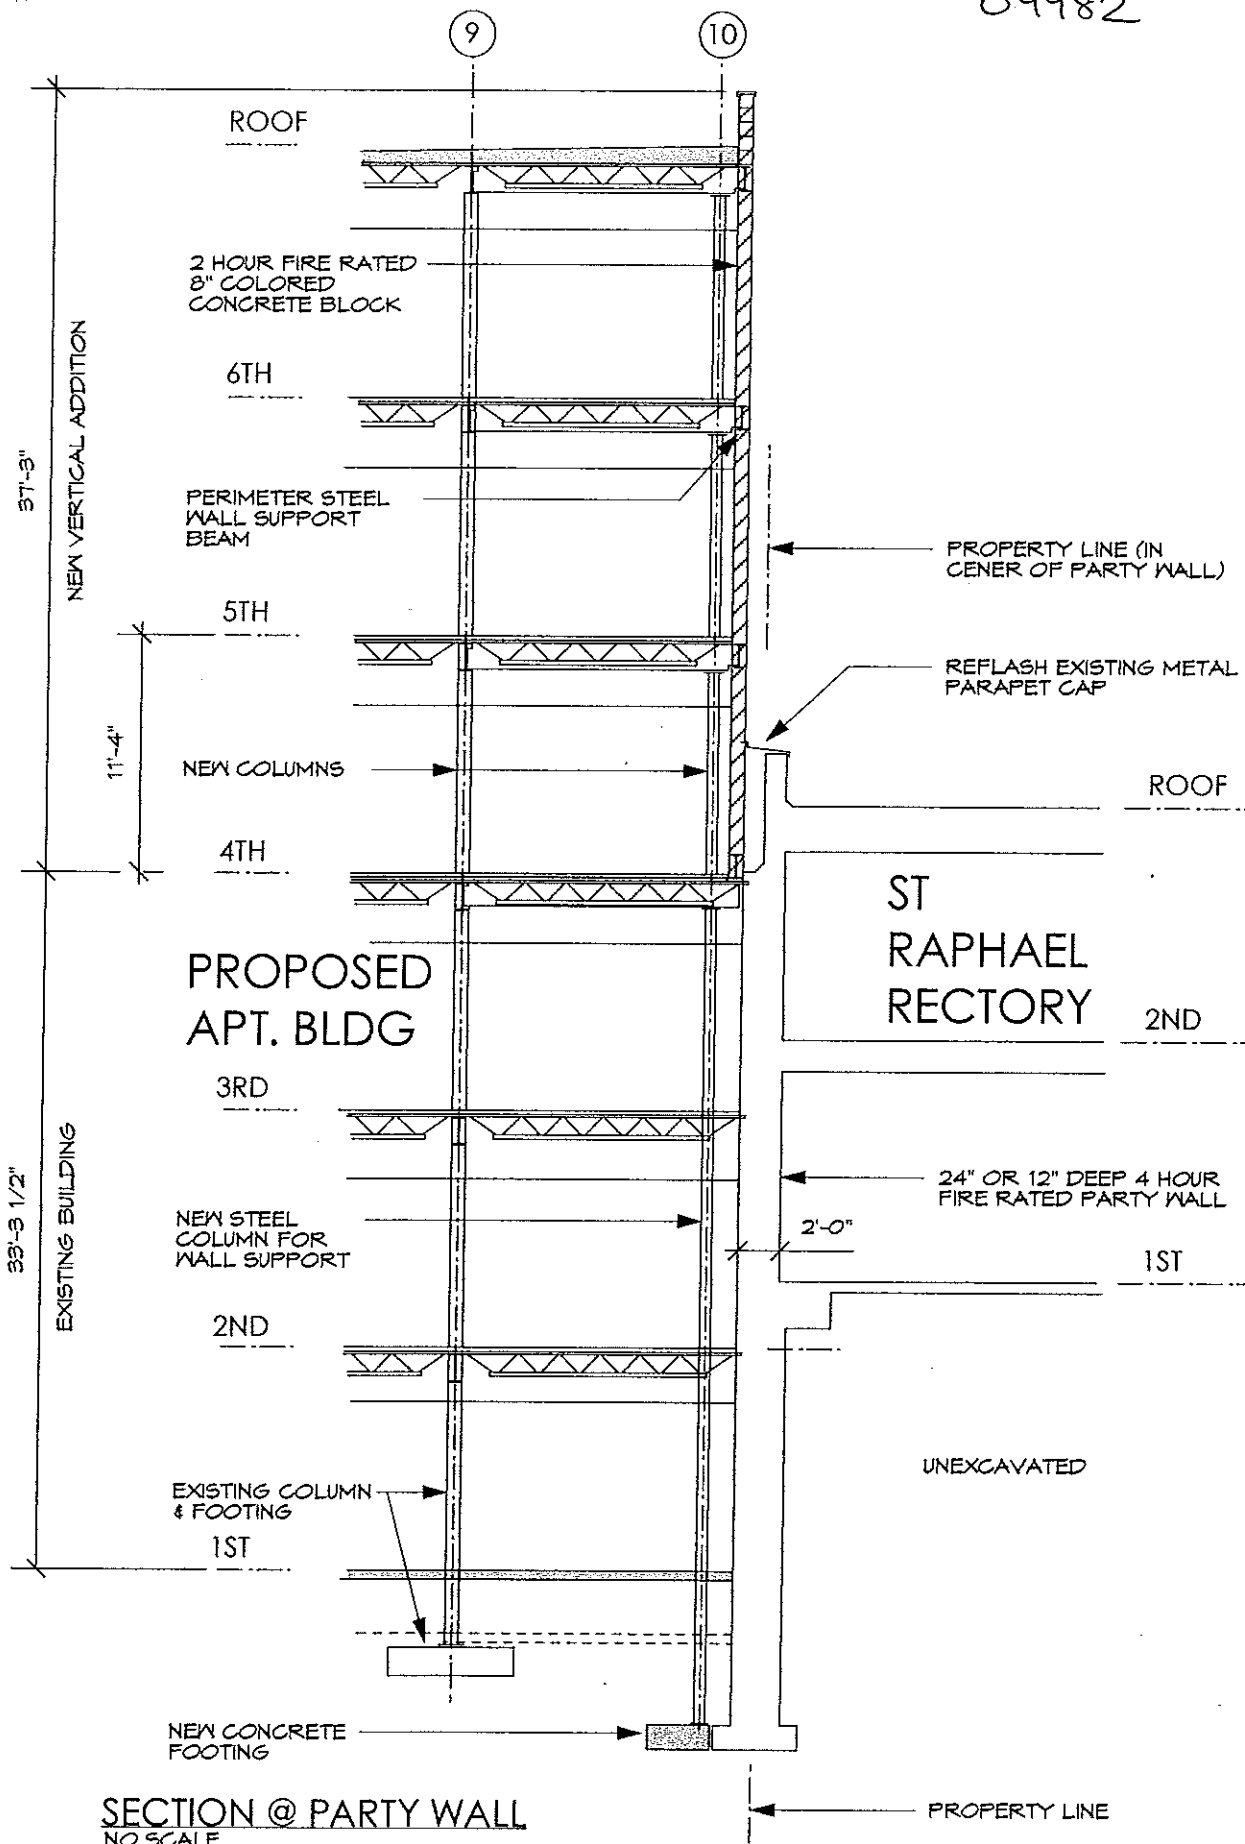 09982
9
10
ROOF
2 HOUR FIRE RATED
8" COLORED
CONCRETE BLOCK
6TH
37'-3"
NEW VERTICAL ADDITION
PERIMETER STEEL
WALL SUPPORT
BEAM
PROPERTY LINE (IN
CENER OF PARTY WALL)
5TH
REFLASH EXISTING METAL
PARAPET CAP
11'-4"
NEW COLUMNS
ROOF
4TH
ST
RAPHAEL
RECTORY
PROPOSED
APT. BLDG
2ND
3RD
33'-3 1/2"
EXISTING BUILDING
24" OR 12" DEEP 4 HOUR
FIRE RATED PARTY WALL
NEW STEEL
COLUMN FOR
WALL SUPPORT
2'-0"
1ST
2ND
UNEXCAVATED
EXISTING COLUMN
& FOOTING
1ST
NEW CONCRETE
FOOTING
SECTION @ PARTY WALL
NO SCALE
PROPERTY LINE